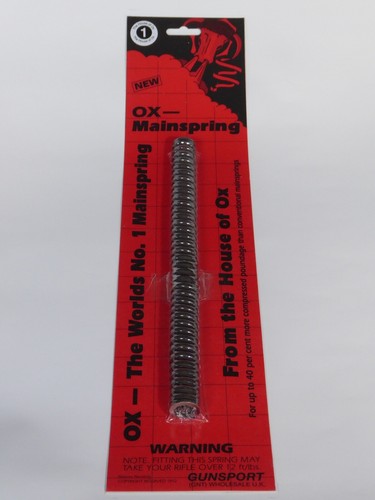 1
NEW
OX—
Mainspring
OX — The Worlds No. 1 Mainspring
From the House of Ox
For up to 40 per cent more compressed poundage than conventional mainsprings
WARNING
NOTE: FITTING THIS SPRING MAY
TAKE YOUR RIFLE OVER 12 ft/lbs.
GUNSPORT
(GNT) WHOLESALE U.K.